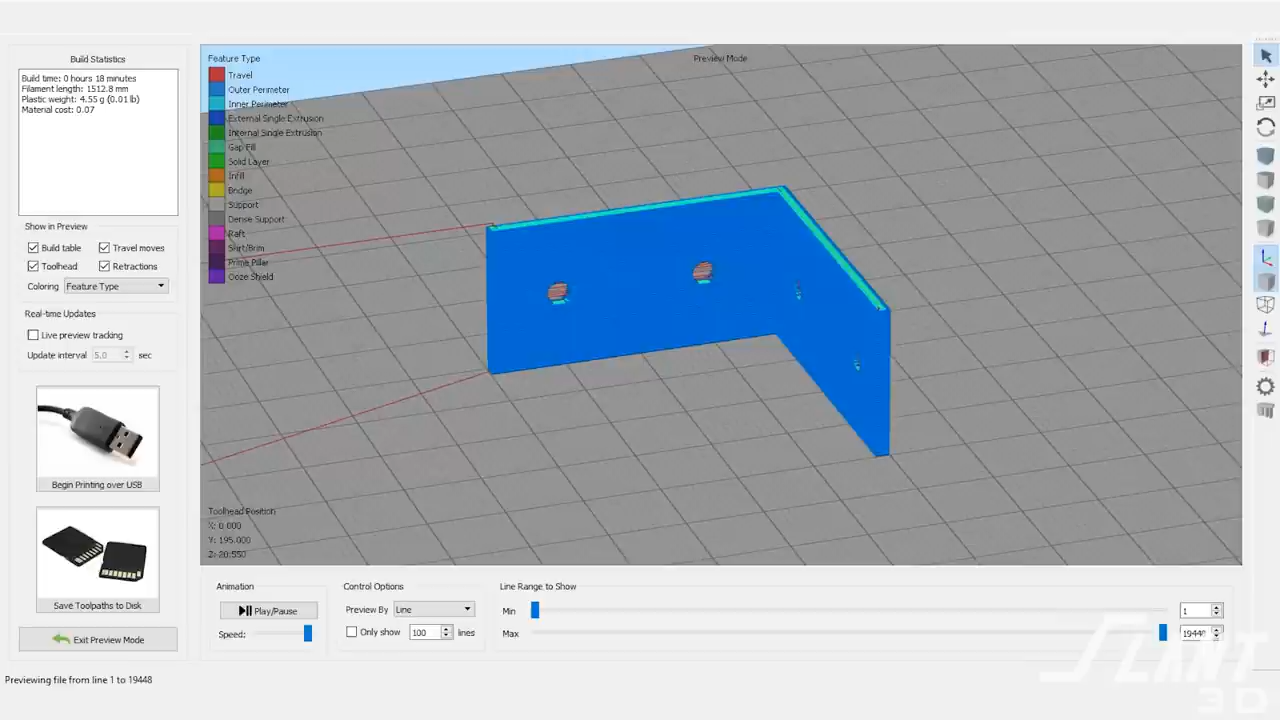 Build Statistics
Build time: 0 hours 18 minutes
Filament length: 1512.8 mm
Plastic weight: 4.55 g (0.01 lb)
Material cost: 0.07
Show in Preview
Build table
Travel moves
Toolhead
Retractions
Coloring
Feature Type
Real-time Updates
Live preview tracking
Update interval 5.0 sec
Begin Printing over USB
Save Toolpaths to Disk
Exit Preview Mode
Previewing file from line 1 to 19448
Feature Type
Travel
Outer Perimeter
Inner Perimeter
External Single Extrusion
Internal Single Extrusion
Gap Fill
Solid Layer
Infill
Bridge
Support
Dense Support
Raft
Skirt/Brim
Prime Pillar
Ooze Shield
Preview Mode
Toolhead Position
X: 0.000
Y: 195.000
Z: 20.550
Animation
Play/Pause
Speed:
Control Options
Preview By Line
Only show 100 lines
Line Range to Show
Min 1
Max 19448
SLANT
3D